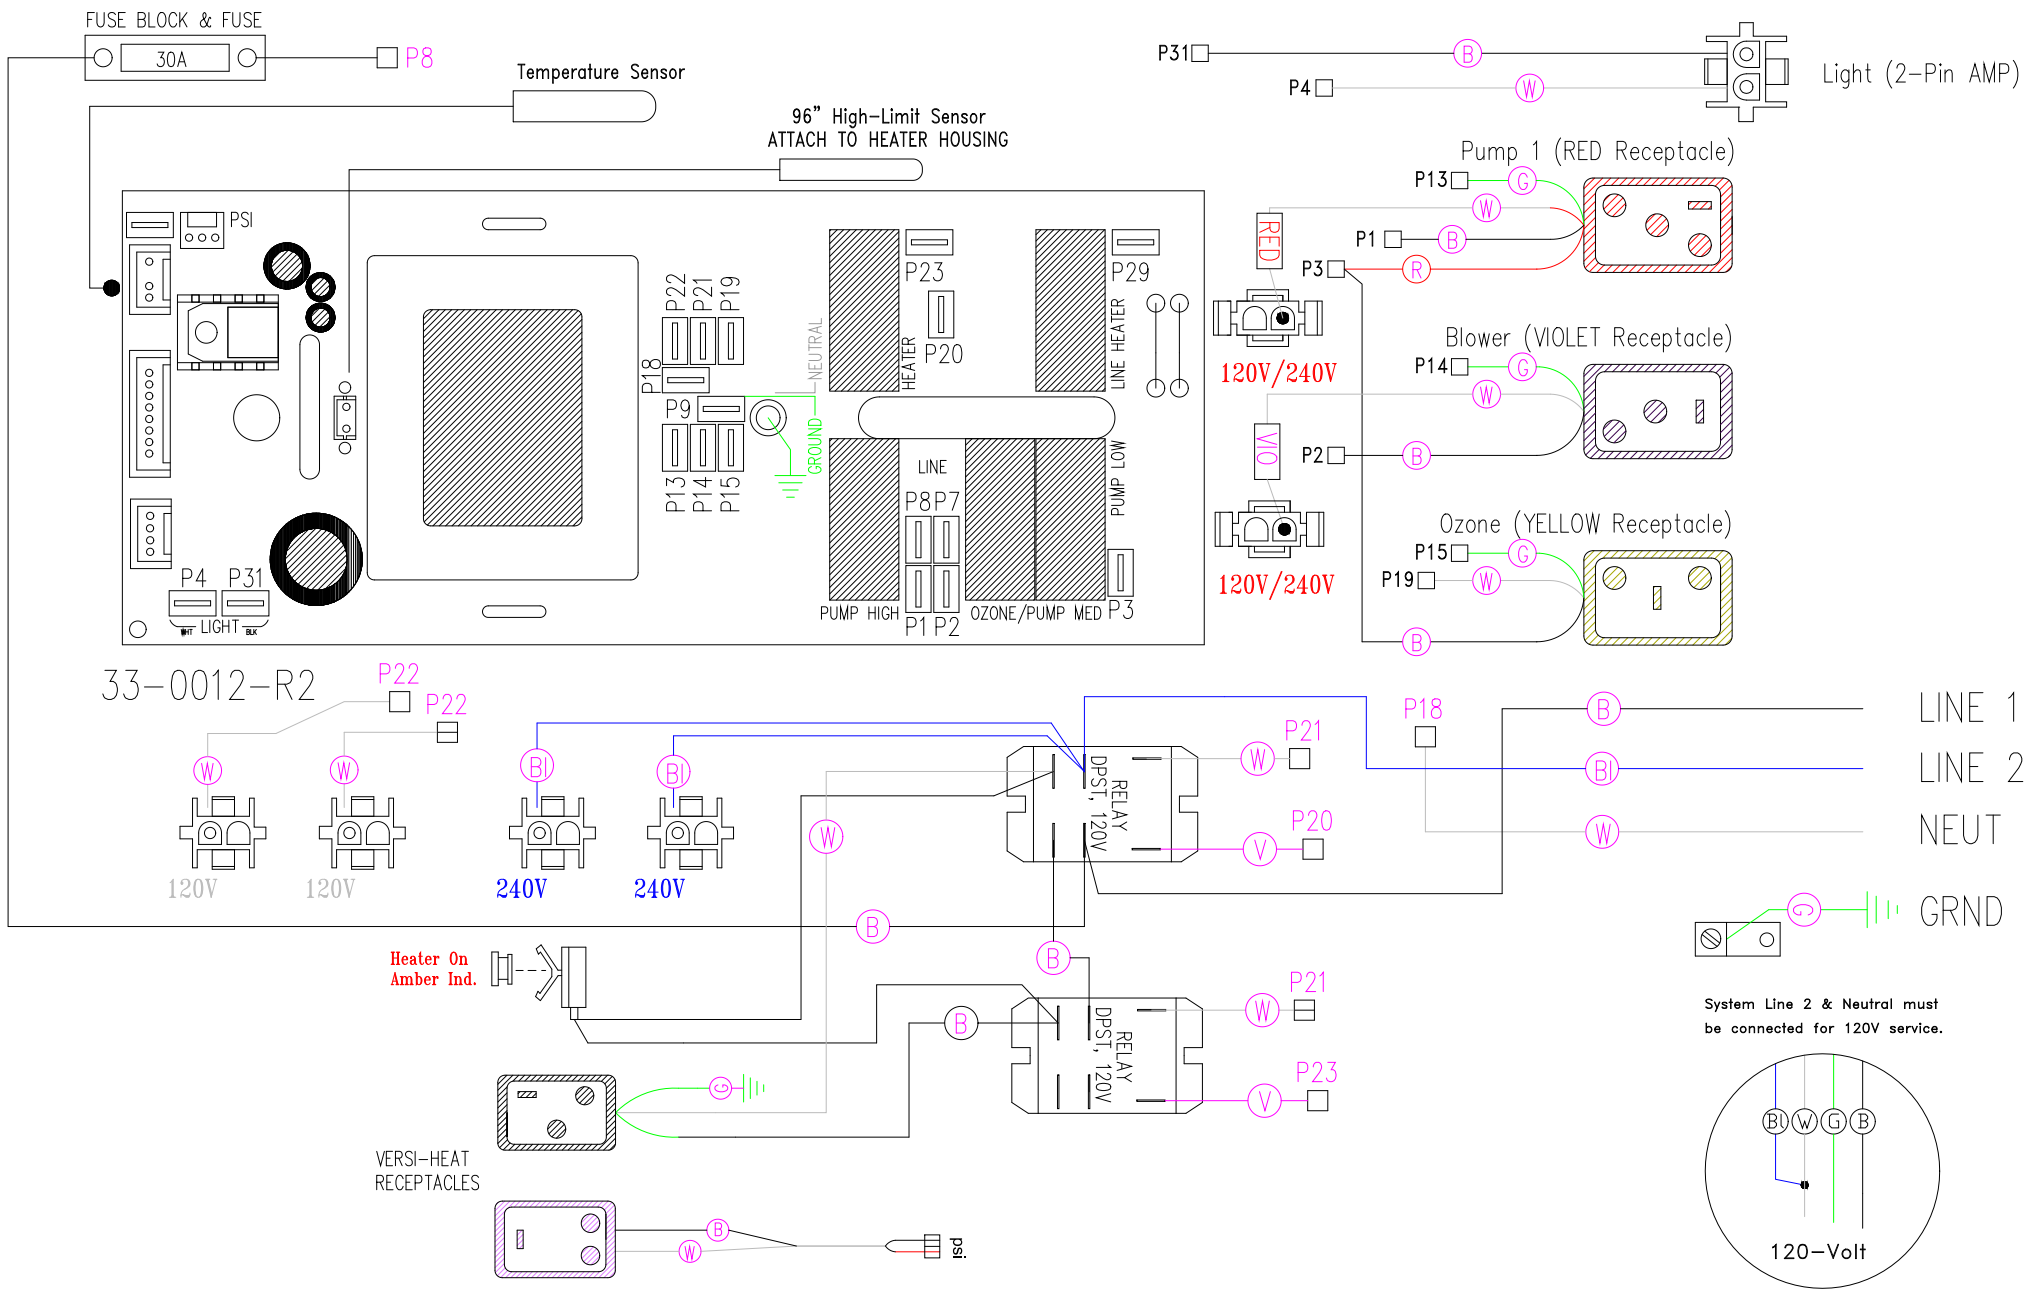 FUSE BLOCK & FUSE
30A
P8
Temperature Sensor
96” High-Limit Sensor
ATTACH TO HEATER HOUSING
P31
B
P4
W
Light (2-Pin AMP)
Pump 1 (RED Receptacle)
P13
G
W
P1
B
P3
R
RED
120V/240V
Blower (VIOLET Receptacle)
P14
G
W
P2
B
VIO
120V/240V
Ozone (YELLOW Receptacle)
P15
G
P19
W
B
PSI
P22
P21
P19
P18
P9
P13
P14
P15
NEUTRAL
GROUND
HEATER
P23
P20
P29
LINE HEATER
LINE
P8
P7
PUMP LOW
PUMP HIGH
P1
P2
OZONE/PUMP MED
P3
P4
P31
WHT
LIGHT
BLK
33-0012-R2
P22
P22
W
W
Bl
Bl
120V
120V
240V
240V
W
RELAY
DPST, 120V
W
P21
V
P20
P18
B
LINE 1
Bl
LINE 2
W
NEUT
G
GRND
B
Heater On
Amber Ind.
B
B
RELAY
DPST, 120V
W
P21
V
P23
G
VERSI-HEAT
RECEPTACLES
B
W
psi
System Line 2 & Neutral must
be connected for 120V service.
Bl
W
G
B
120-Volt